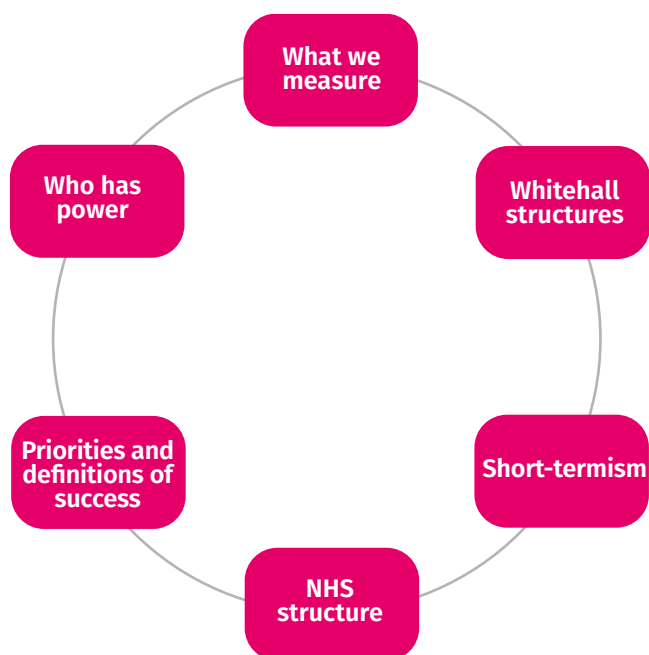 What we
measure
Who has
power
Whitehall
structures
Priorities and
definitions of
success
Short-termism
NHS
structure